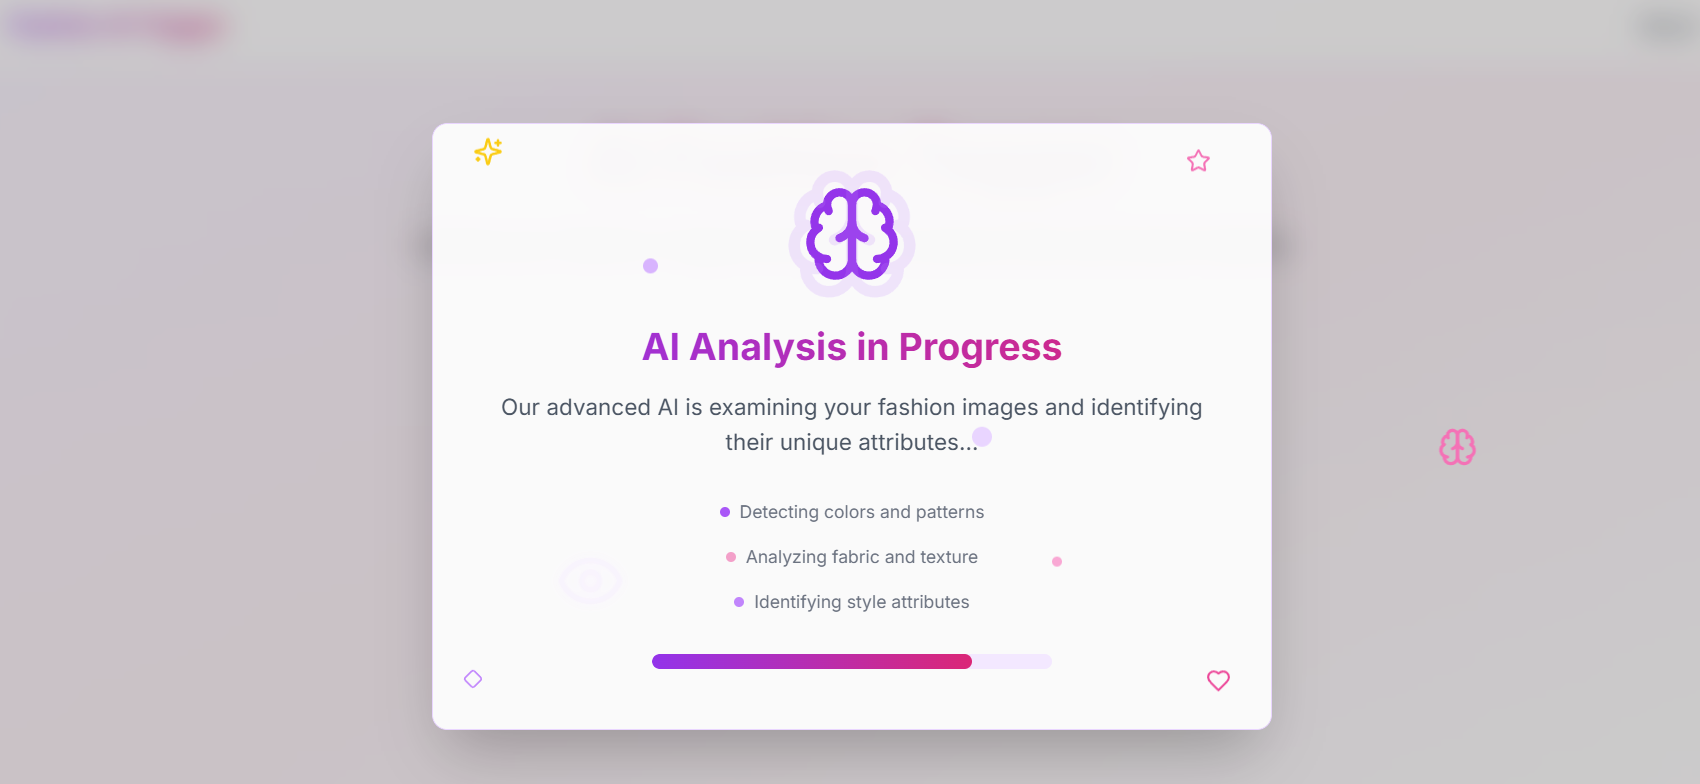 AI Analysis in Progress
Our advanced AI is examining your fashion images and identifying
their unique attributes...
Detecting colors and patterns
Analyzing fabric and texture
Identifying style attributes